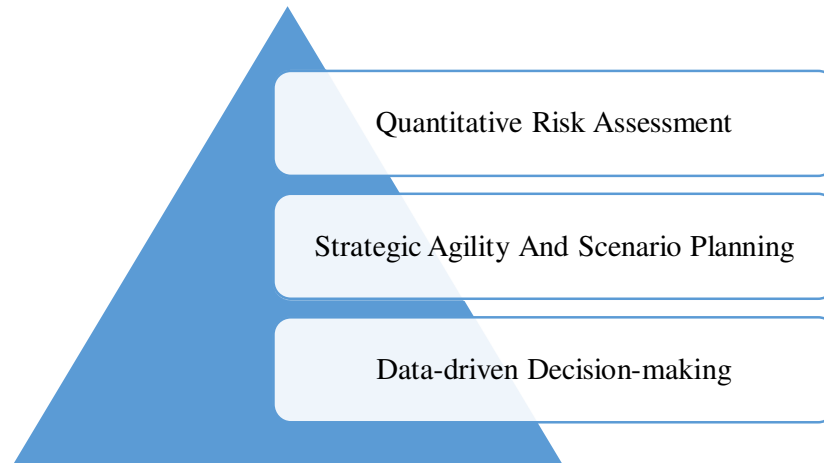 Quantitative Risk Assessment
Strategic Agility And Scenario Planning
Data-driven Decision-making